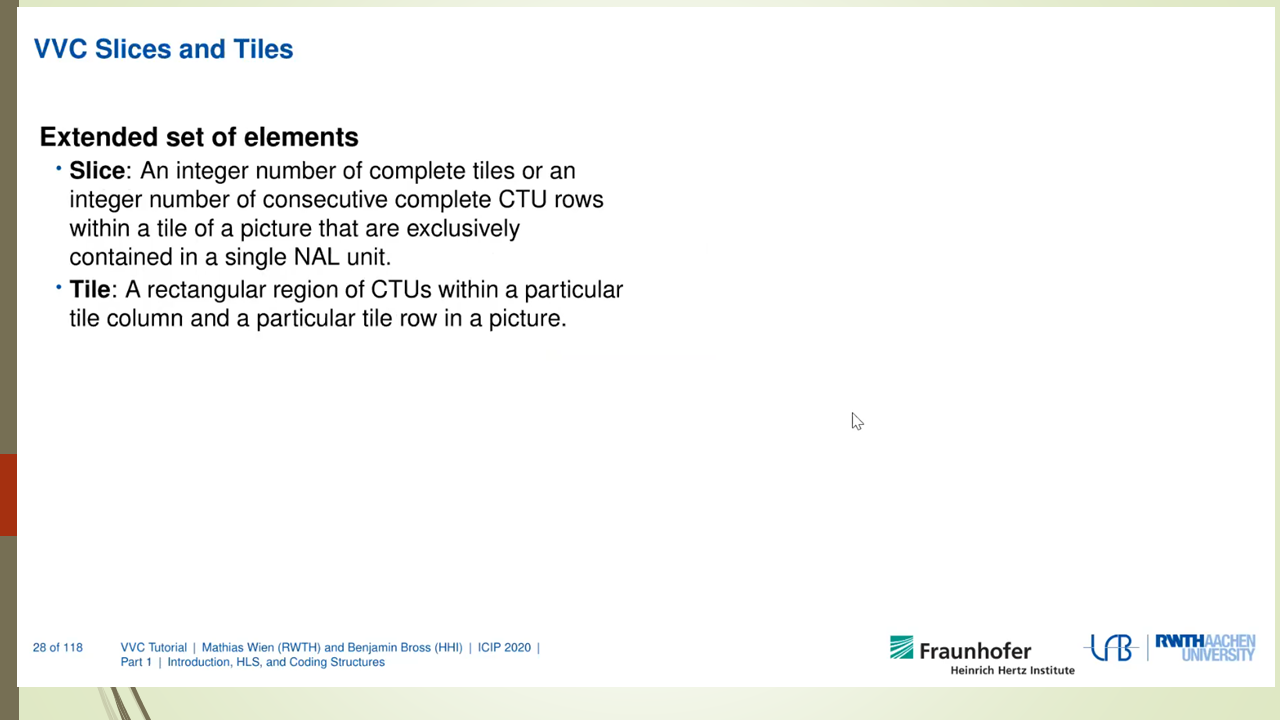 VVC Slices and Tiles
Extended set of elements
• Slice: An integer number of complete tiles or an
integer number of consecutive complete CTU rows
within a tile of a picture that are exclusively
contained in a single NAL unit.
• Tile: A rectangular region of CTUs within a particular
tile column and a particular tile row in a picture.
28 of 118
VVC Tutorial | Mathias Wien (RWTH) and Benjamin Bross (HHI) | ICIP 2020 |
Part 1 | Introduction, HLS, and Coding Structures
Fraunhofer
Heinrich Hertz Institute
RWTH AACHEN
UNIVERSITY